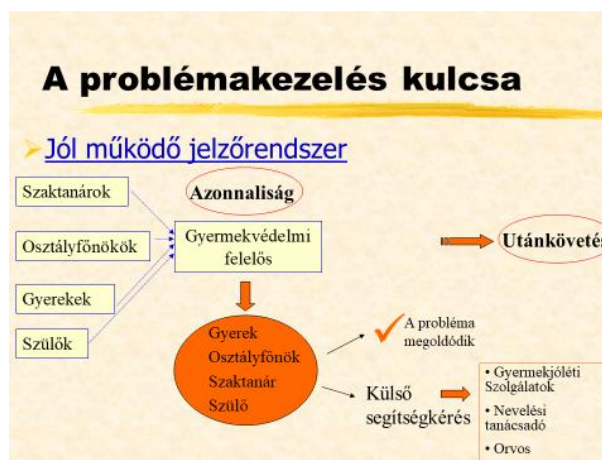 A problémakezelés kulcsa
Jól működő jelzőrendszer
Szaktanárok
Osztályfőnökök
Gyerekek
Szülők
Azonnaliság
Gyermekvédelmi
felelős
Utánkövetés
Gyerek
Osztályfőnök
Szaktanár
Szülő
A probléma
megoldódik
Külső
segítségkérés
• Gyermekjóléti
Szolgálatok
• Nevelési
tanácsadó
• Orvos